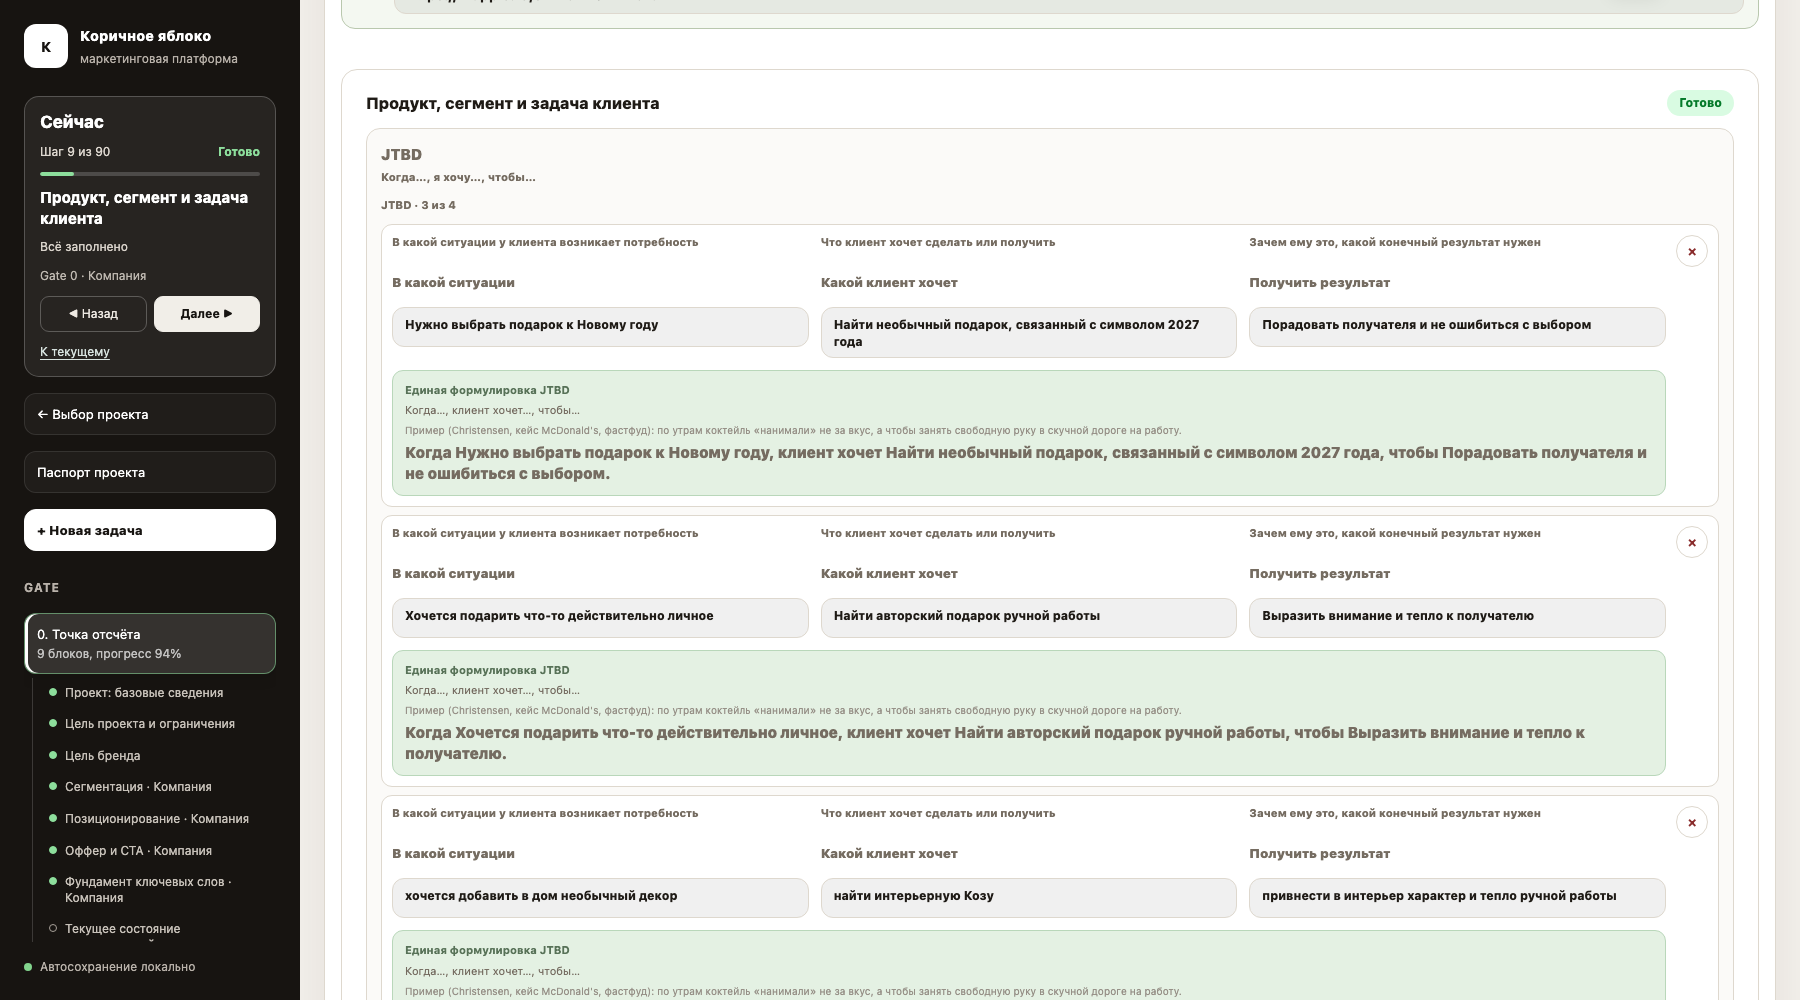 К
Коричное яблоко
маркетинговая платформа
Сейчас
Шаг 9 из 90
Готово
Продукт, сегмент и задача
клиента
Всё заполнено
Gate 0 · Компания
◀ Назад
Далее ▶
К текущему
← Выбор проекта
Паспорт проекта
+ Новая задача
GATE
0. Точка отсчёта
9 блоков, прогресс 94%
Проект: базовые сведения
Цель проекта и ограничения
Цель бренда
Сегментация · Компания
Позиционирование · Компания
Оффер и СТА · Компания
Фундамент ключевых слов ·
Компания
Текущее состояние
Автосохранение локально
Продукт, сегмент и задача клиента
Готово
JTBD
Когда…, я хочу…, чтобы…
JTBD · 3 из 4
В какой ситуации у клиента возникает потребность
Что клиент хочет сделать или получить
Зачем ему это, какой конечный результат нужен
×
В какой ситуации
Какой клиент хочет
Получить результат
Нужно выбрать подарок к Новому году
Найти необычный подарок, связанный с символом 2027
года
Порадовать получателя и не ошибиться с выбором
Единая формулировка JTBD
Когда…, клиент хочет…, чтобы…
Пример (Christensen, кейс McDonald's, фастфуд): по утрам коктейль «нанимали» не за вкус, а чтобы занять свободную руку в скучной дороге на работу.
Когда Нужно выбрать подарок к Новому году, клиент хочет Найти необычный подарок, связанный с символом 2027 года, чтобы Порадовать получателя и
не ошибиться с выбором.
В какой ситуации у клиента возникает потребность
Что клиент хочет сделать или получить
Зачем ему это, какой конечный результат нужен
×
В какой ситуации
Какой клиент хочет
Получить результат
Хочется подарить что-то действительно личное
Найти авторский подарок ручной работы
Выразить внимание и тепло к получателю
Единая формулировка JTBD
Когда…, клиент хочет…, чтобы…
Пример (Christensen, кейс McDonald's, фастфуд): по утрам коктейль «нанимали» не за вкус, а чтобы занять свободную руку в скучной дороге на работу.
Когда Хочется подарить что-то действительно личное, клиент хочет Найти авторский подарок ручной работы, чтобы Выразить внимание и тепло к
получателю.
В какой ситуации у клиента возникает потребность
Что клиент хочет сделать или получить
Зачем ему это, какой конечный результат нужен
×
В какой ситуации
Какой клиент хочет
Получить результат
хочется добавить в дом необычный декор
найти интерьерную Козу
привнести в интерьер характер и тепло ручной работы
Единая формулировка JTBD
Когда…, клиент хочет…, чтобы…
Пример (Christensen, кейс McDonald's, фастфуд): по утрам коктейль «нанимали» не за вкус, а чтобы занять свободную руку в скучной дороге на работу.